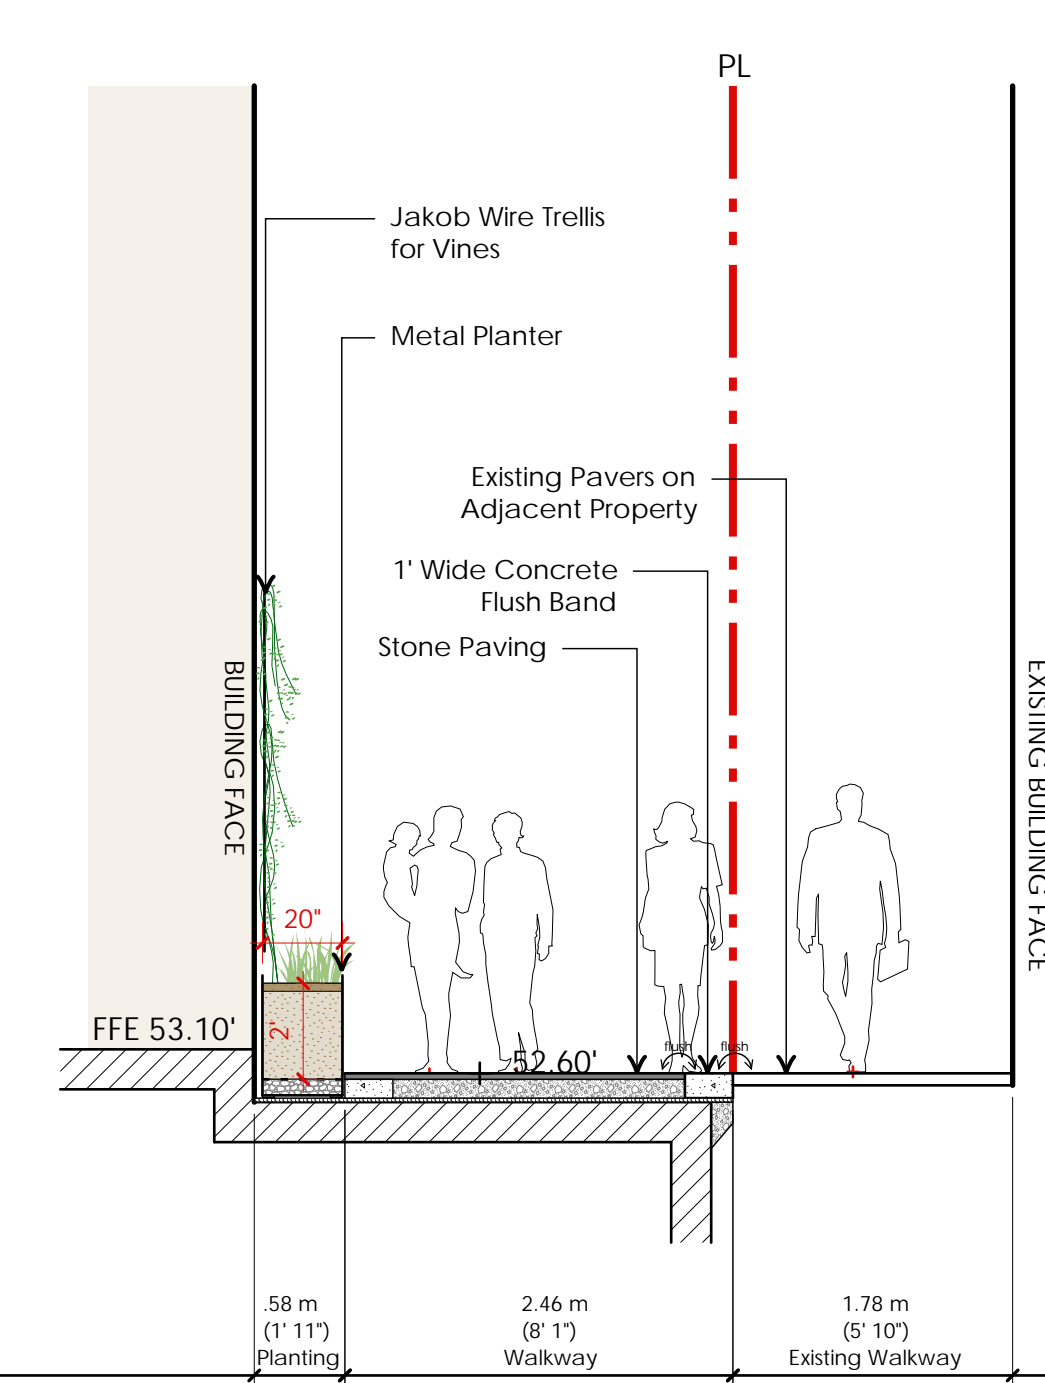 PL
Jakob Wire Trellis
for Vines
Metal Planter
Existing Pavers on
Adjacent Property
1' Wide Concrete
Flush Band
Stone Paving
BUILDING FACE
EXISTING BUILDING FACE
20"
2'
FFE 53.10'
52.60'
flush
flush
.58 m
(1' 11")
Planting
2.46 m
(8' 1")
Walkway
1.78 m
(5' 10")
Existing Walkway